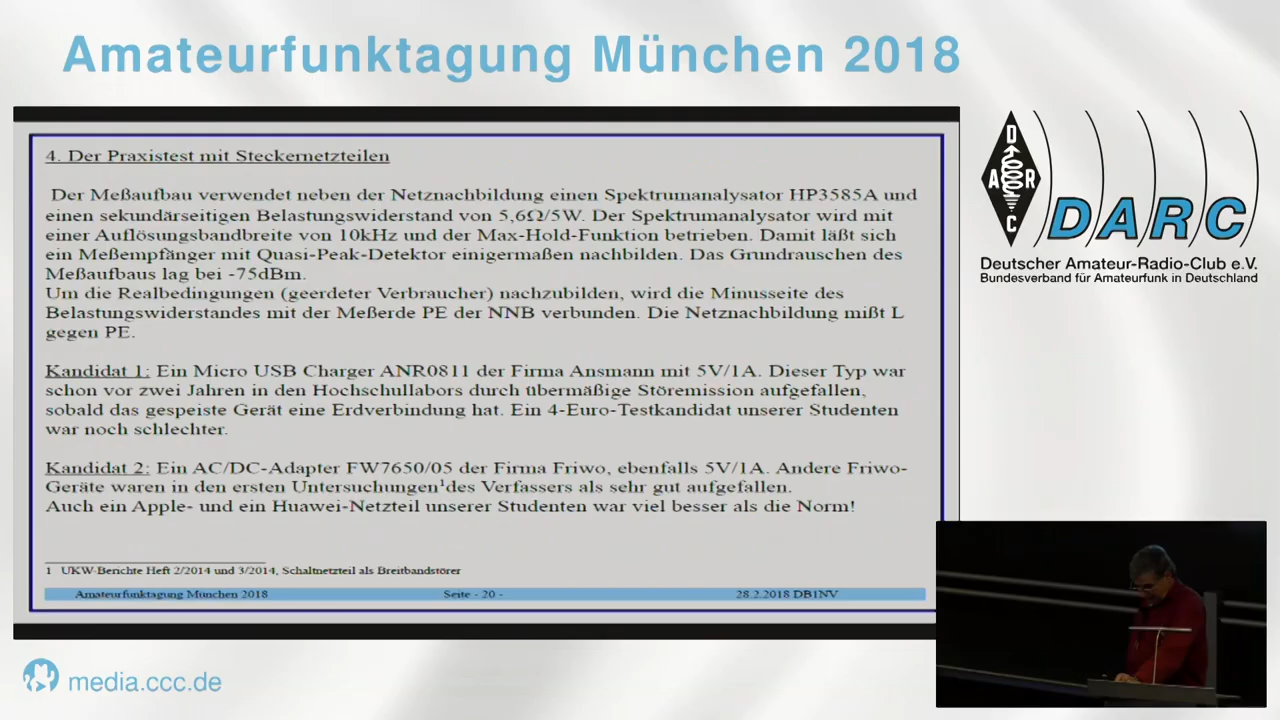 Amateurfunktagung München 2018
4. Der Praxistest mit Steckernetzteilen
Der Meßaufbau verwendet neben der Netznachbildung einen Spektrumanalysator HP3585A und
einen sekundärseitigen Belastungswiderstand von 5,6Ω/5W. Der Spektrumanalysator wird mit
einer Auflösungsbandbreite von 10kHz und der Max-Hold-Funktion betrieben. Damit läßt sich
ein Meßempfänger mit Quasi-Peak-Detektor einigermaßen nachbilden. Das Grundrauschen des
Meßaufbaus lag bei -75dBm.
Um die Realbedingungen (geerdeter Verbraucher) nachzubilden, wird die Minusseite des
Belastungswiderstandes mit der Meßerde PE der NNB verbunden. Die Netznachbildung mißt L
gegen PE.
Kandidat 1: Ein Micro USB Charger ANR0811 der Firma Ansmann mit 5V/1A. Dieser Typ war
schon vor zwei Jahren in den Hochschullabors durch übermäßige Störemission aufgefallen,
sobald das gespeiste Gerät eine Erdverbindung hat. Ein 4-Euro-Testkandidat unserer Studenten
war noch schlechter.
Kandidat 2: Ein AC/DC-Adapter FW7650/05 der Firma Friwo, ebenfalls 5V/1A. Andere Friwo-
Geräte waren in den ersten Untersuchungen¹des Verfassers als sehr gut aufgefallen.
Auch ein Apple- und ein Huawei-Netzteil unserer Studenten war viel besser als die Norm!
1 UKW-Berichte Heft 2/2014 und 3/2014, Schaltnetzteil als Breitbandstörer
Amateurfunktagung München 2018 Seite - 20 - 28.2.2018 DB1NV
D
A R
C
DARC
Deutscher Amateur-Radio-Club e.V.
Bundesverband für Amateurfunk in Deutschland
media.ccc.de